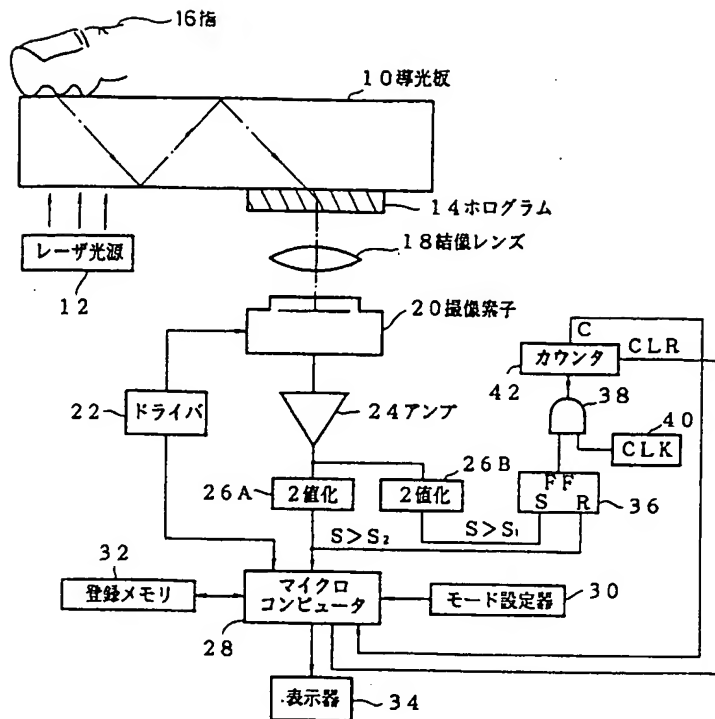 16指
10導光板
14ホログラム
レーザ光源
12
18結像レンズ
20撮像素子
C
カウンタ
CLR
42
38
22
ドライバ
24アンプ
40
CLK
26A
2値化
26B
2値化
FF
S R
36
S>S₂
S>S₁
32
登録メモリ
マイクロ
コンピュータ
モード設定器
30
28
表示器
34